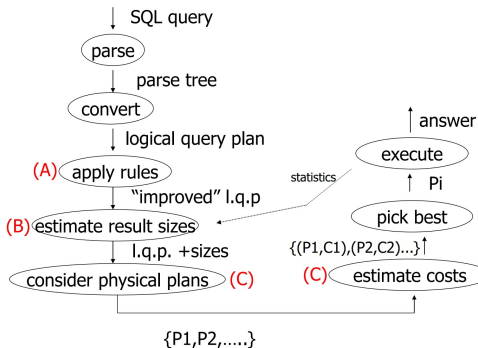 SQL query
parse
parse tree
convert
logical query plan
(A) apply rules
"improved" l.q.p
(B) estimate result sizes
l.q.p. +sizes
consider physical plans (C)
{P1,P2,.....}
(C) estimate costs
{(P1,C1),(P2,C2)...}
pick best
Pi
execute
answer
statistics